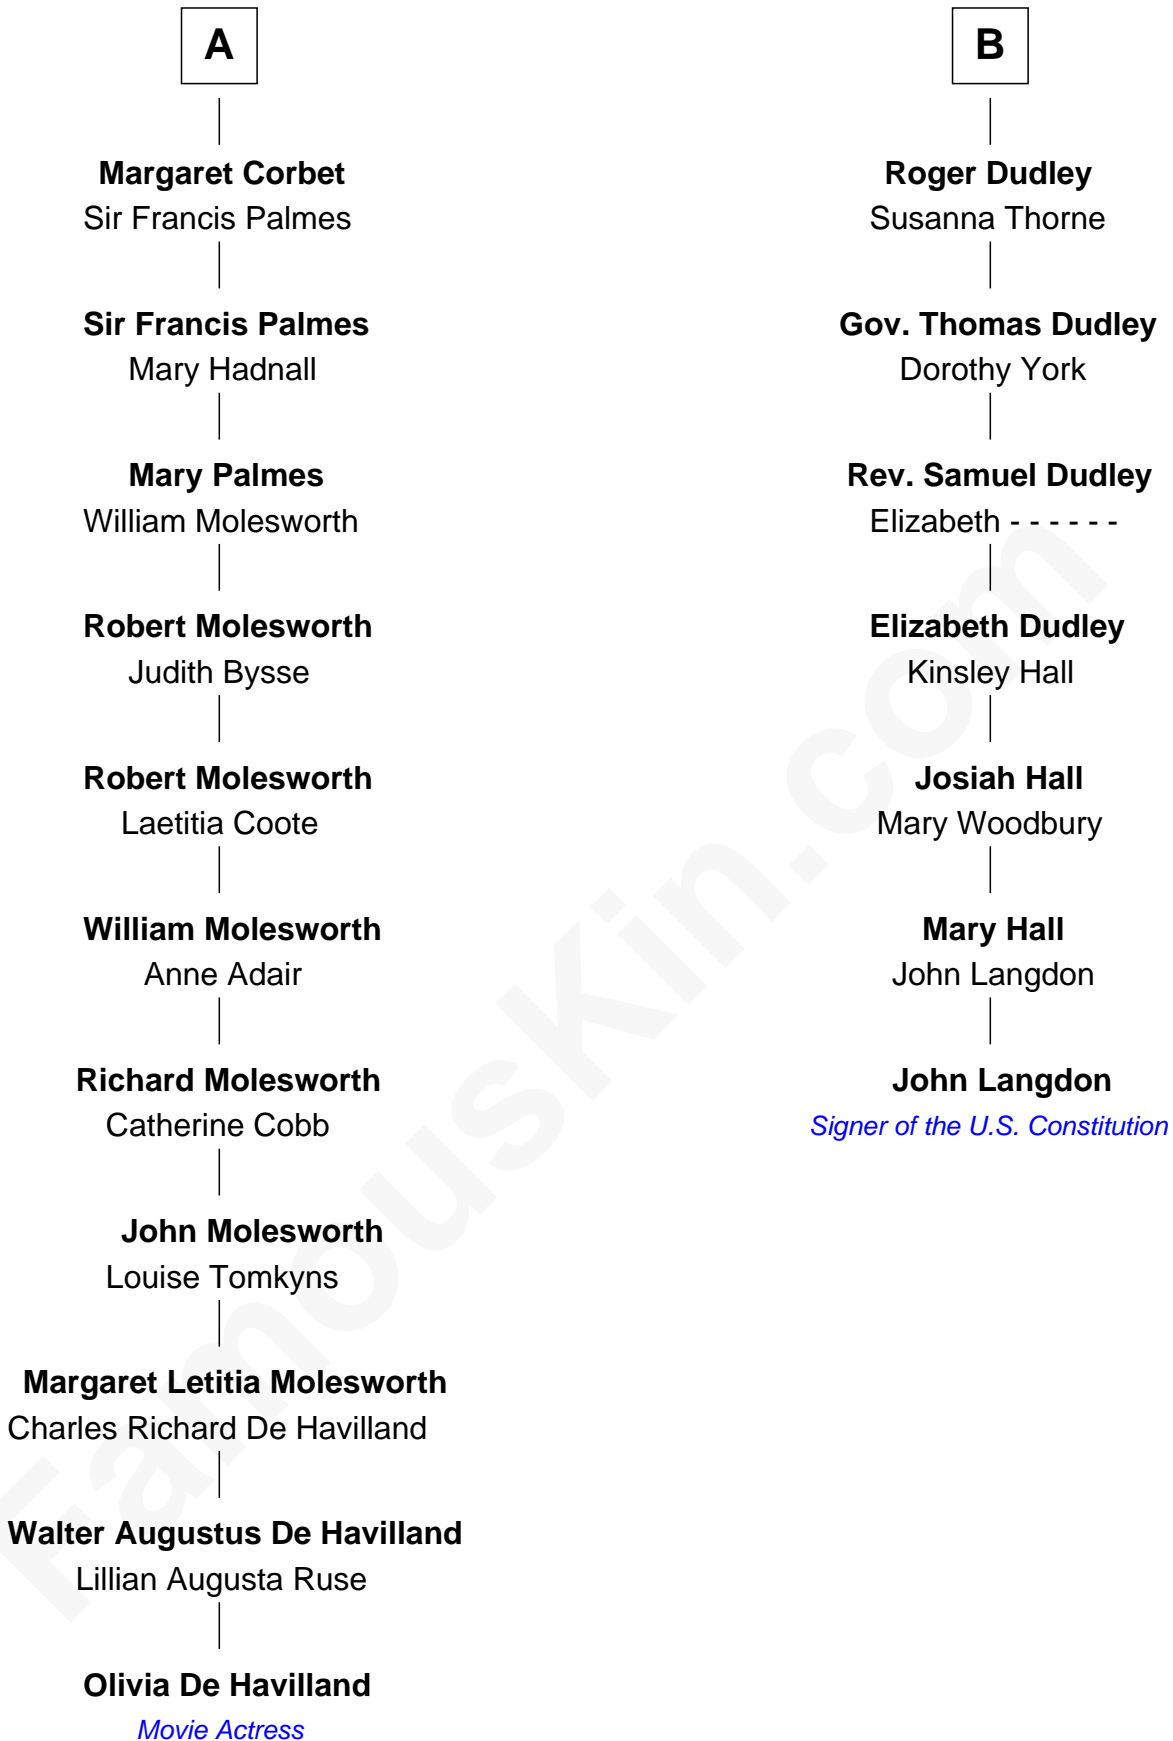 A
Margaret Corbet
Sir Francis Palmes
Sir Francis Palmes
Mary Hadnall
Mary Palmes
William Molesworth
Robert Molesworth
Judith Bysse
Robert Molesworth
Laetitia Coote
William Molesworth
Anne Adair
Richard Molesworth
Catherine Cobb
John Molesworth
Louise Tomkyns
Margaret Letitia Molesworth
Charles Richard De Havilland
Walter Augustus De Havilland
Lillian Augusta Ruse
Olivia De Havilland
Movie Actress
B
Roger Dudley
Susanna Thorne
Gov. Thomas Dudley
Dorothy York
Rev. Samuel Dudley
Elizabeth - - - - - -
Elizabeth Dudley
Kinsley Hall
Josiah Hall
Mary Woodbury
Mary Hall
John Langdon
John Langdon
Signer of the U.S. Constitution
FamousKin.com